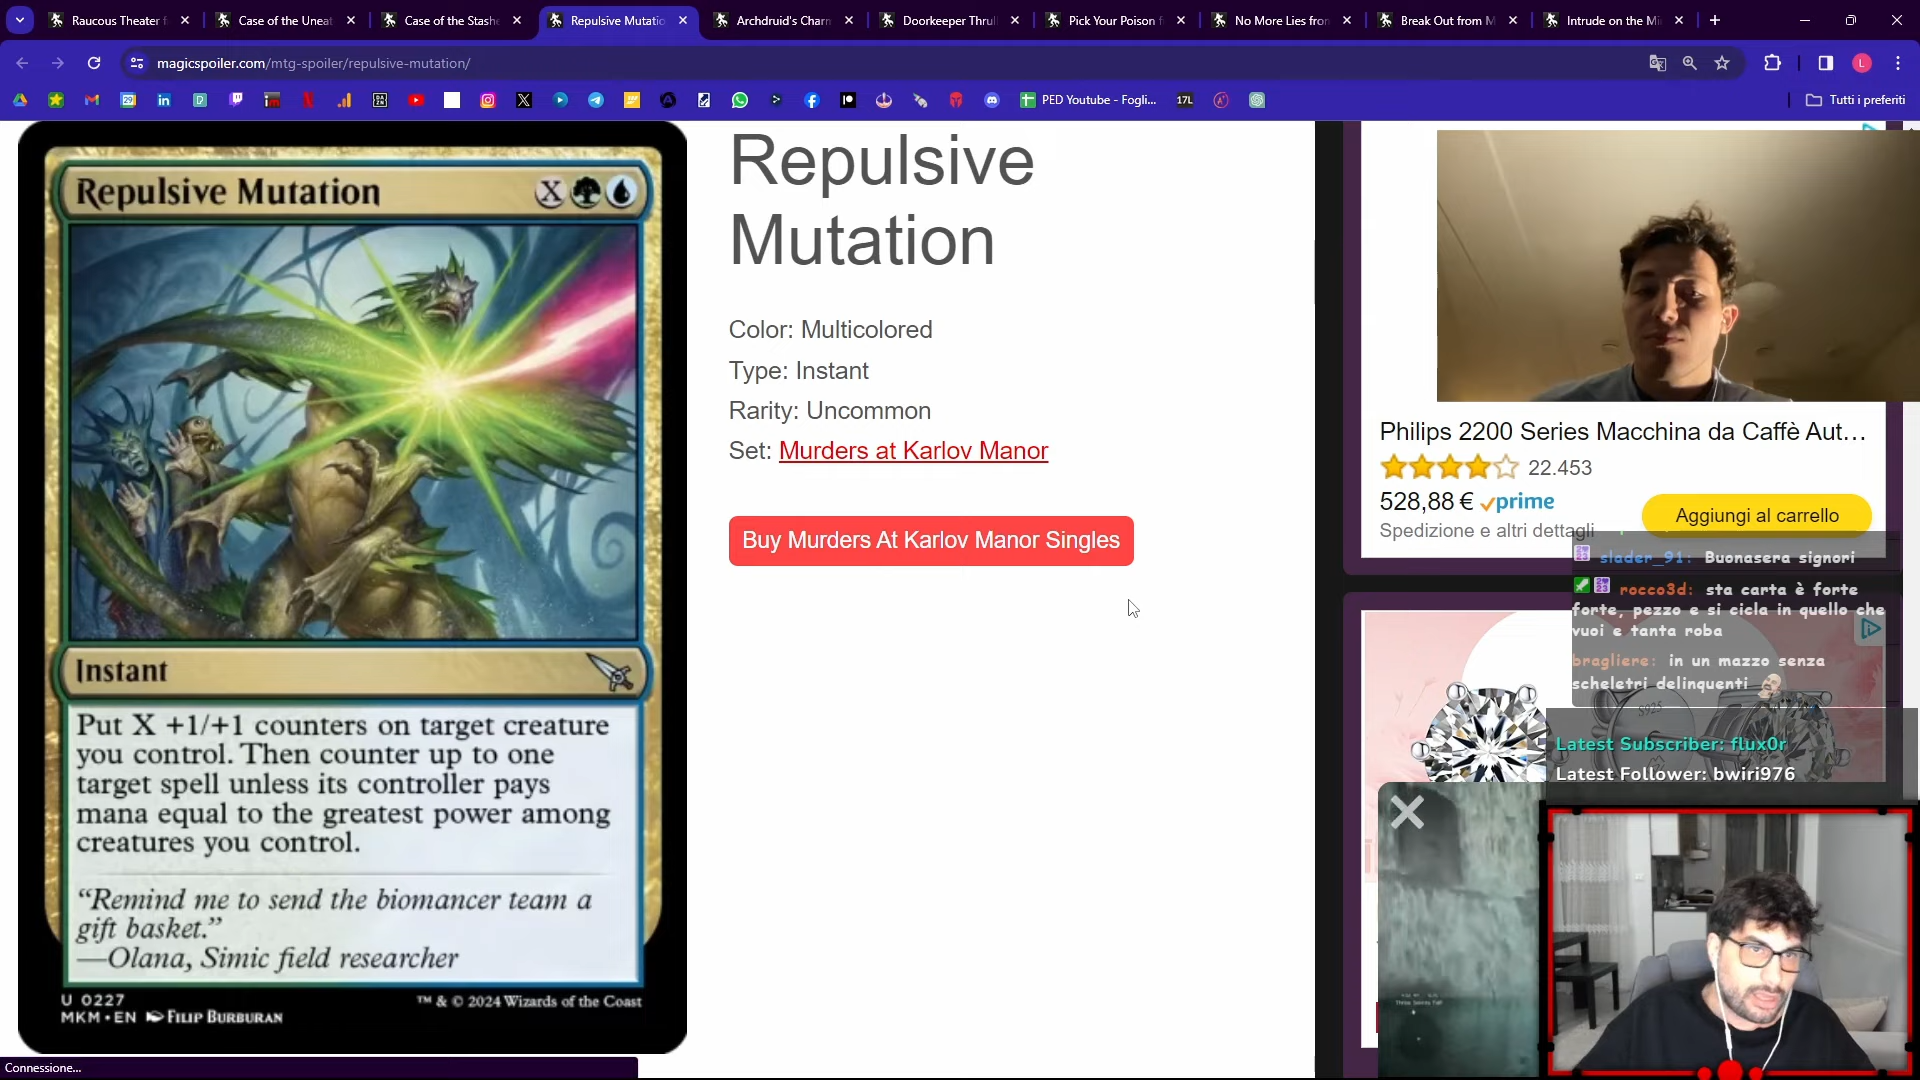 Raucous Theater f
Case of the Uneat
Case of the Stashe
Repulsive Mutatio
Archdruid's Charm
Doorkeeper Thrull
Pick Your Poison f
No More Lies from
Break Out from M
Intrude on the Mi
magicspoiler.com/mtg-spoiler/repulsive-mutation/
L
PED Youtube - Fogli...
17L
Tutti i preferiti
Repulsive Mutation
X
Instant
Put X +1/+1 counters on target creature
you control. Then counter up to one
target spell unless its controller pays
mana equal to the greatest power among
creatures you control.
“Remind me to send the biomancer team a
gift basket.”
—Olana, Simic field researcher
U 0227
MKM • EN FILIP BURBURAN
™ & © 2024 Wizards of the Coast
Repulsive
Mutation
Color: Multicolored
Type: Instant
Rarity: Uncommon
Set: Murders at Karlov Manor
Buy Murders At Karlov Manor Singles
Philips 2200 Series Macchina da Caffè Aut...
22.453
528,88 € prime
Aggiungi al carrello
Spedizione e altri dettagli
slader_91: Buonasera signori
rocco3d: sta carta è forte
forte, pezzo e si cicla in quello che
vuoi e tanta roba
bragliere: in un mazzo senza
scheletri delinquenti
S925
Latest Subscriber: flux0r
Latest Follower: bwiri976
Connessione...